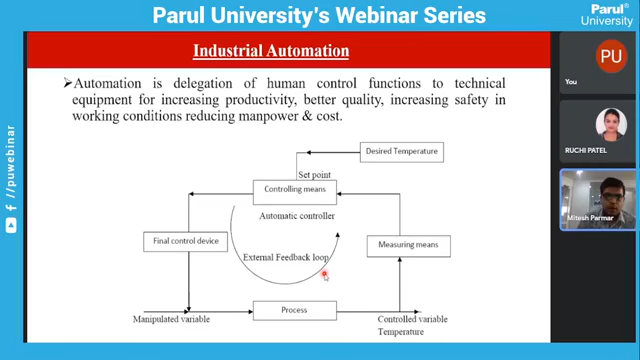 Parul University's Webinar Series
Parul®
University
Industrial Automation
➢Automation is delegation of human control functions to technical
equipment for increasing productivity, better quality, increasing safety in
working conditions reducing manpower & cost.
Desired Temperature
Set point
Controlling means
Automatic controller
Final control device
Measuring means
External Feedback loop
Process
Manipulated variable
Controlled variable
Temperature
/puwebinar
PU
You
RUCHI PATEL
Mitesh Parmar